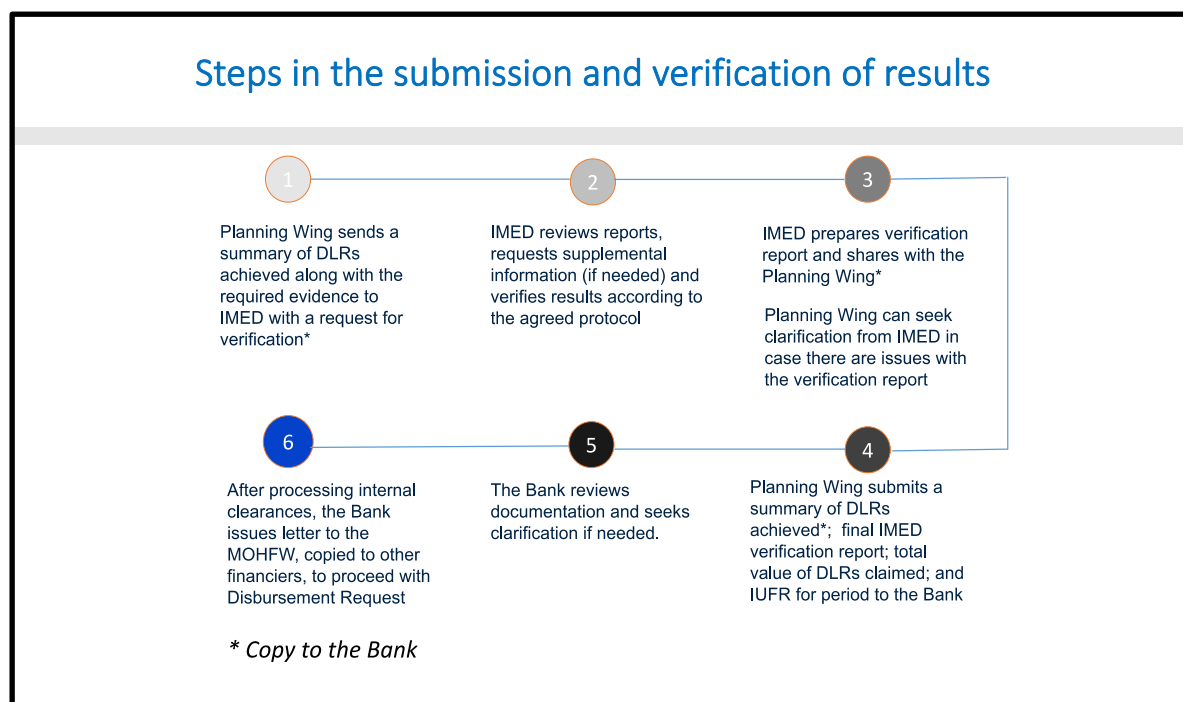 Steps in the submission and verification of results
1
Planning Wing sends a
summary of DLRs
achieved along with the
required evidence to
IMED with a request for
verification*
2
IMED reviews reports,
requests supplemental
information (if needed) and
verifies results according to
the agreed protocol
3
IMED prepares verification
report and shares with the
Planning Wing*
Planning Wing can seek
clarification from IMED in
case there are issues with
the verification report
4
Planning Wing submits a
summary of DLRs
achieved*; final IMED
verification report; total
value of DLRs claimed; and
IUFR for period to the Bank
5
The Bank reviews
documentation and seeks
clarification if needed.
6
After processing internal
clearances, the Bank
issues letter to the
MOHFW, copied to other
financiers, to proceed with
Disbursement Request
* Copy to the Bank